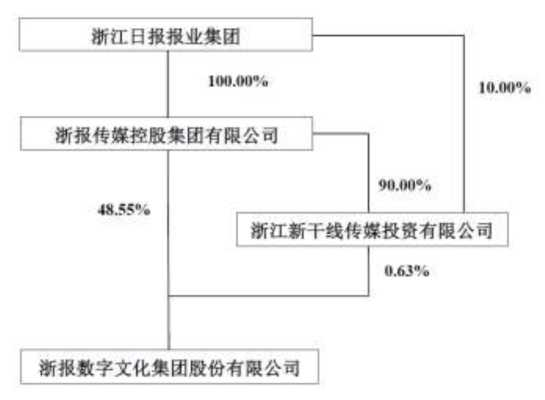 浙江日报报业集团
100.00%
10.00%
浙报传媒控股集团有限公司
90.00%
48.55%
浙江新干线传媒投资有限公司
0.63%
浙报数字文化集团股份有限公司